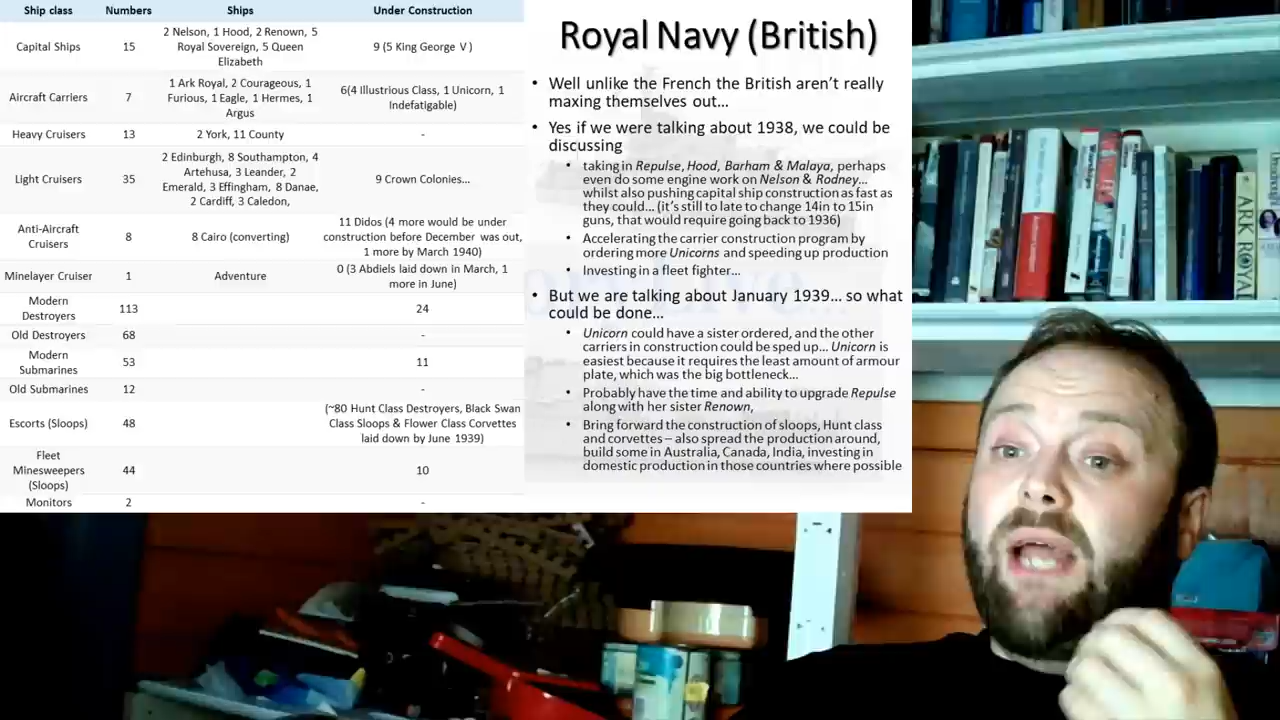 Ship class Numbers Ships Under Construction
Capital Ships 15 2 Nelson, 1 Hood, 2 Renown, 5
Royal Sovereign, 5 Queen
Elizabeth 9 (5 King George V )
Aircraft Carriers 7 1 Ark Royal, 2 Courageous, 1
Furious, 1 Eagle, 1 Hermes, 1
Argus 6(4 Illustrious Class, 1 Unicorn, 1
Indefatigable)
Heavy Cruisers 13 2 York, 11 County -
Light Cruisers 35 2 Edinburgh, 8 Southampton, 4
Artehusa, 3 Leander, 2
Emerald, 3 Effingham, 8 Danae,
2 Cardiff, 3 Caledon, 9 Crown Colonies...
Anti-Aircraft
Cruisers 8 8 Cairo (converting) 11 Didos (4 more would be under
construction before December was out,
1 more by March 1940)
Minelayer Cruiser 1 Adventure 0 (3 Abdiels laid down in March, 1
more in June)
Modern
Destroyers 113 24
Old Destroyers 68 -
Modern
Submarines 53 11
Old Submarines 12 -
Escorts (Sloops) 48 (~80 Hunt Class Destroyers, Black Swan
Class Sloops & Flower Class Corvettes
laid down by June 1939)
Fleet
Minesweepers
(Sloops) 44 10
Monitors 2 -
Royal Navy (British)
• Well unlike the French the British aren't really
maxing themselves out...
• Yes if we were talking about 1938, we could be
discussing
• taking in Repulse, Hood, Barham & Malaya, perhaps
even do some engine work on Nelson & Rodney...
whilst also pushing capital ship construction as fast as
they could... (it's still to late to change 14in to 15in
guns, that would require going back to 1936)
• Accelerating the carrier construction program by
ordering more Unicorns and speeding up production
• Investing in a fleet fighter...
• But we are talking about January 1939... so what
could be done...
• Unicorn could have a sister ordered, and the other
carriers in construction could be sped up... Unicorn is
easiest because it requires the least amount of armour
plate, which was the big bottleneck...
• Probably have the time and ability to upgrade Repulse
along with her sister Renown,
• Bring forward the construction of sloops, Hunt class
and corvettes – also spread the production around,
build some in Australia, Canada, India, investing in
domestic production in those countries where possible
ARK ROYAL